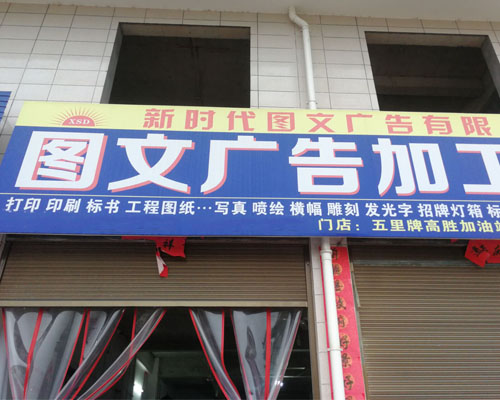 XSD
新时代图文广告有限
图文广告加工
打印 印刷 标书 工程图纸…写真 喷绘 横幅 雕刻 发光字 招牌灯箱 标
门店：五里牌高胜加油站